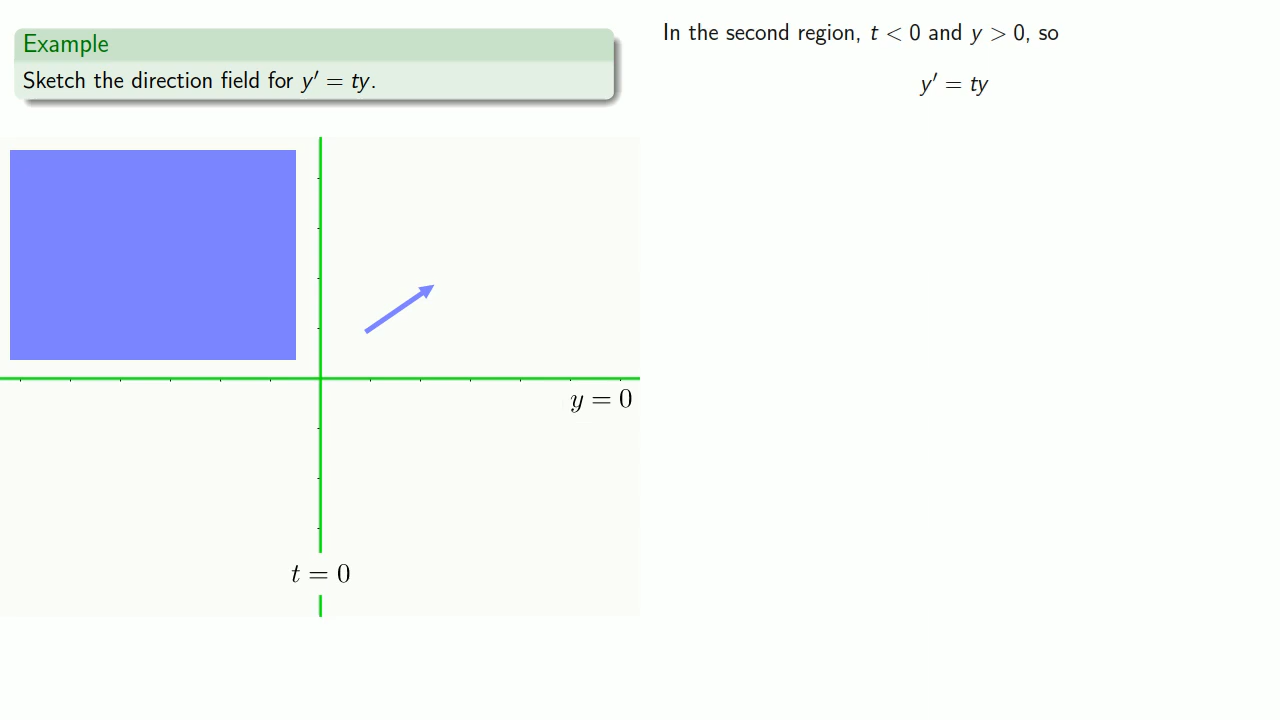 Example
Sketch the direction field for y′ = ty.
In the second region, t < 0 and y > 0, so
y′ = ty
y = 0
t = 0